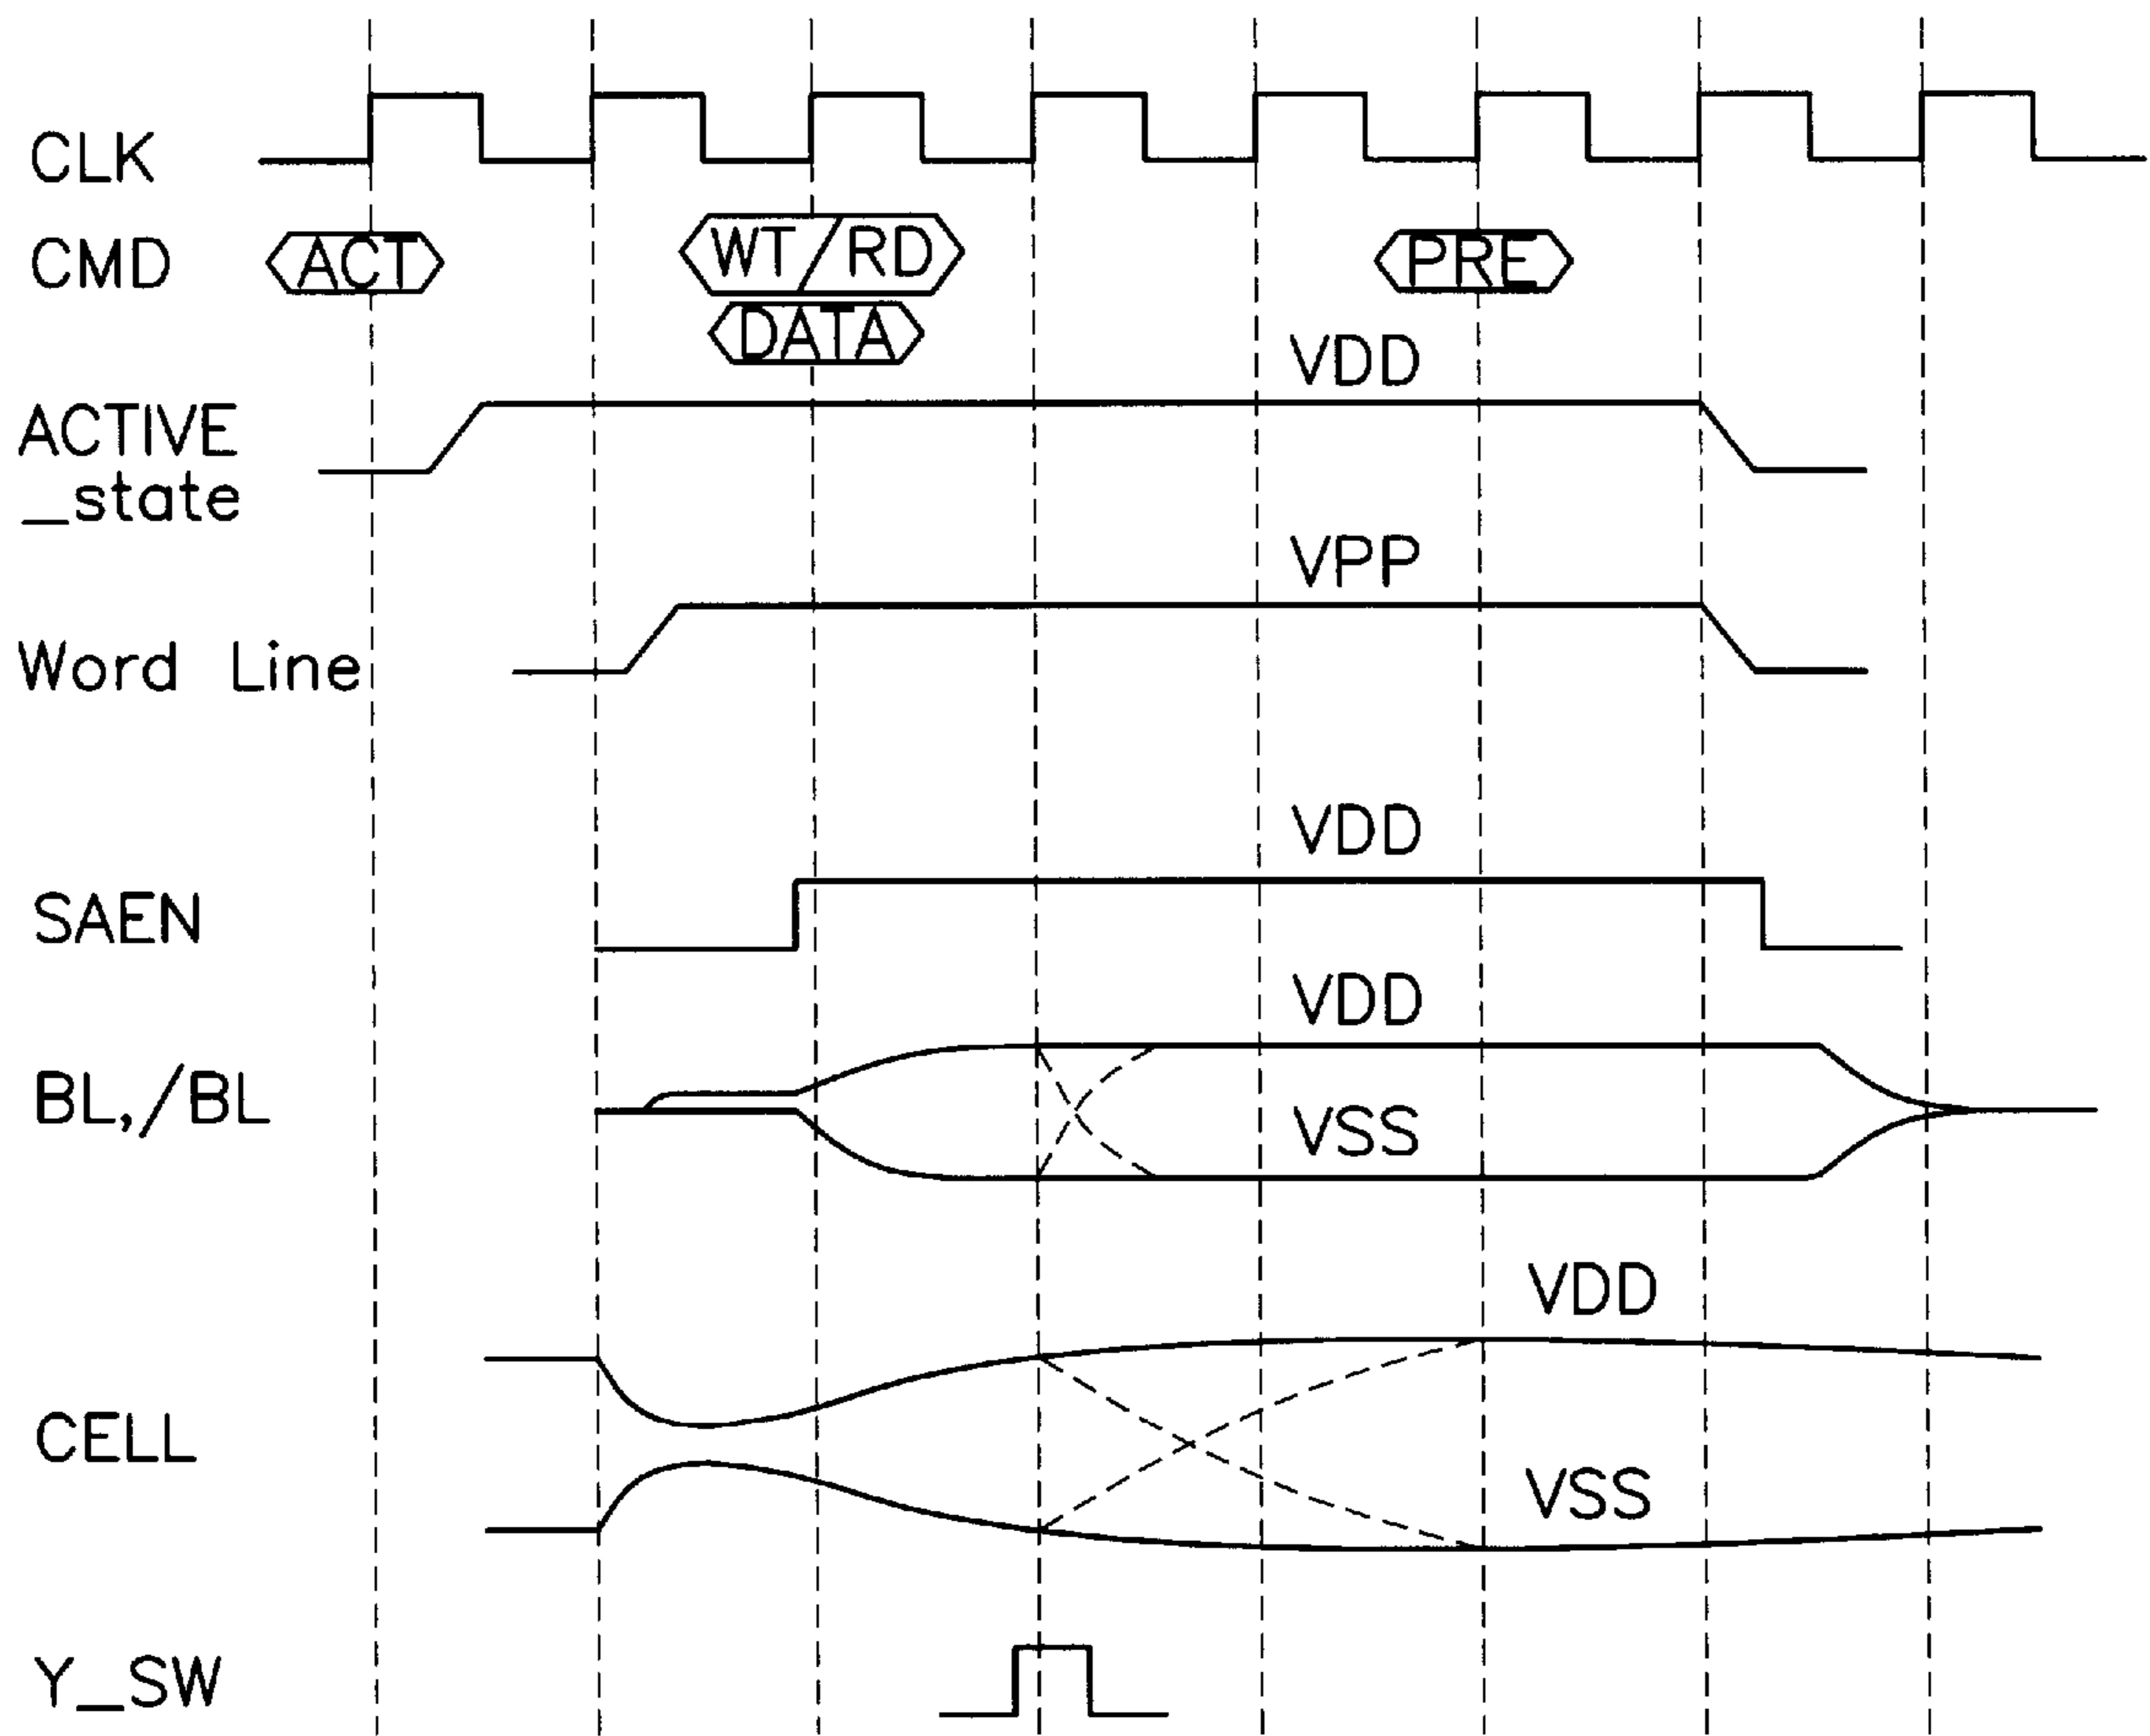 CLK
CMD
ACT
WT/RD
PRE
DATA
VDD
ACTIVE
_state
VPP
Word Line
VDD
SAEN
VDD
BL,/BL
VSS
VDD
CELL
VSS
Y_SW